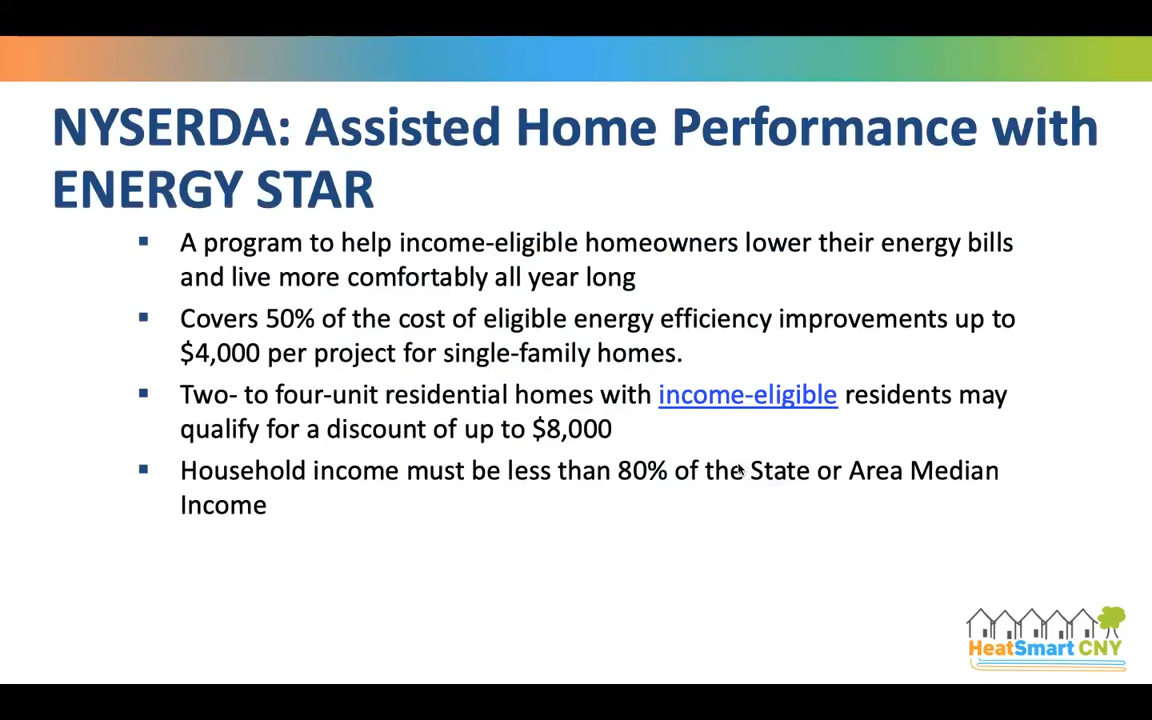 NYSERDA: Assisted Home Performance with
ENERGY STAR
▪ A program to help income-eligible homeowners lower their energy bills
and live more comfortably all year long
▪ Covers 50% of the cost of eligible energy efficiency improvements up to
$4,000 per project for single-family homes.
▪ Two- to four-unit residential homes with income-eligible residents may
qualify for a discount of up to $8,000
▪ Household income must be less than 80% of the State or Area Median
Income
HeatSmart CNY